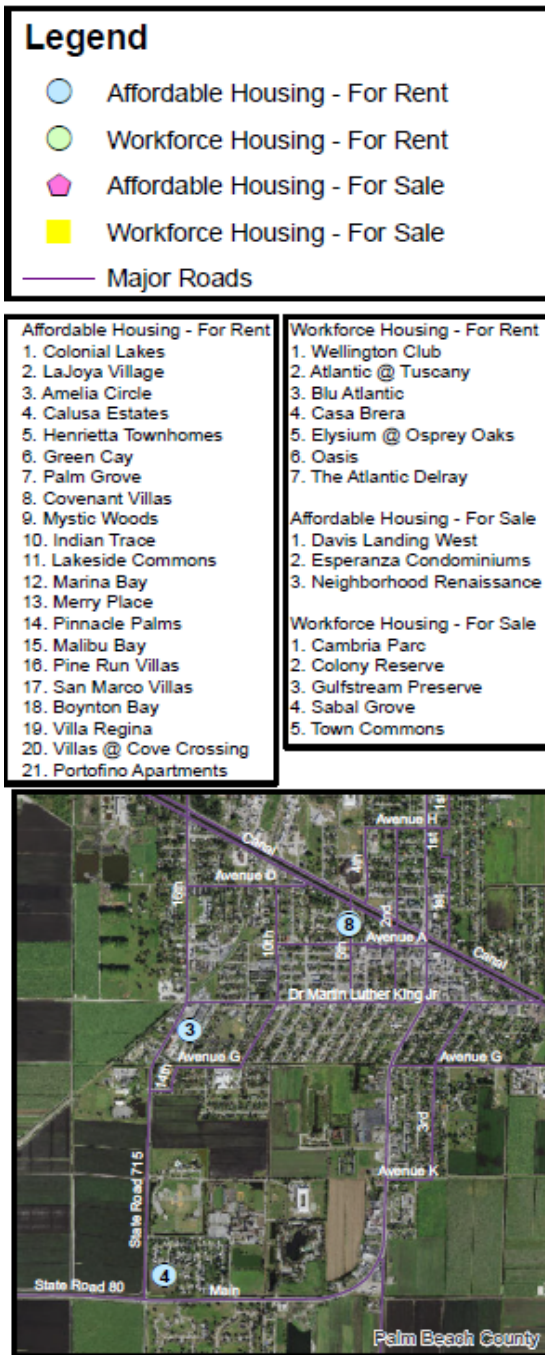 Legend
Affordable Housing - For Rent
Workforce Housing - For Rent
Affordable Housing - For Sale
Workforce Housing - For Sale
Major Roads
Affordable Housing - For Rent
1. Colonial Lakes
2. LaJoya Village
3. Amelia Circle
4. Calusa Estates
5. Henrietta Townhomes
6. Green Cay
7. Palm Grove
8. Covenant Villas
9. Mystic Woods
10. Indian Trace
11. Lakeside Commons
12. Marina Bay
13. Merry Place
14. Pinnacle Palms
15. Malibu Bay
16. Pine Run Villas
17. San Marco Villas
18. Boynton Bay
19. Villa Regina
20. Villas @ Cove Crossing
21. Portofino Apartments
Workforce Housing - For Rent
1. Wellington Club
2. Atlantic @ Tuscany
3. Blu Atlantic
4. Casa Brera
5. Elysium @ Osprey Oaks
6. Oasis
7. The Atlantic Delray
Affordable Housing - For Sale
1. Davis Landing West
2. Esperanza Condominiums
3. Neighborhood Renaissance
Workforce Housing - For Sale
1. Cambria Parc
2. Colony Reserve
3. Gulfstream Preserve
4. Sabal Grove
5. Town Commons
1st
Avenue H
1st
Canal
4th
Avenue D
16th
1st
2nd
8
Avenue A
10th
5th
Canal
Dr Martin Luther King Jr
3
Avenue G
Avenue G
14th
3rd
Avenue K
State Road 715
4
State Road 80
Main
Palm Beach County